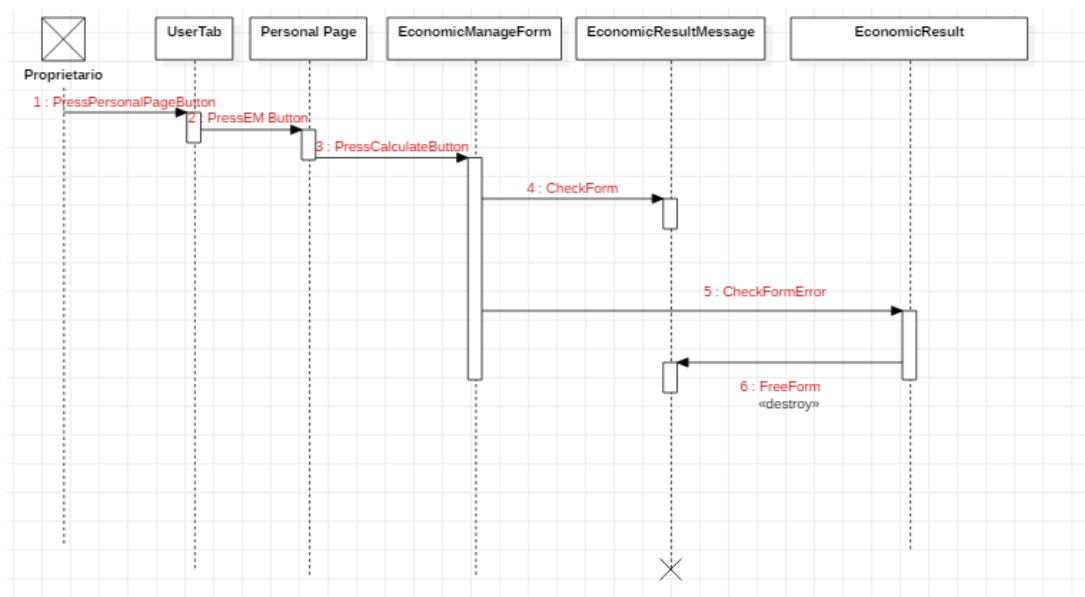 UserTab
Personal Page
EconomicManageForm
EconomicResultMessage
EconomicResult
Proprietario
1 : PressPersonalPageButton
2 : PressEM Button
3 : PressCalculateButton
4 : CheckForm
5 : CheckFormError
6 : FreeForm
«destroy»